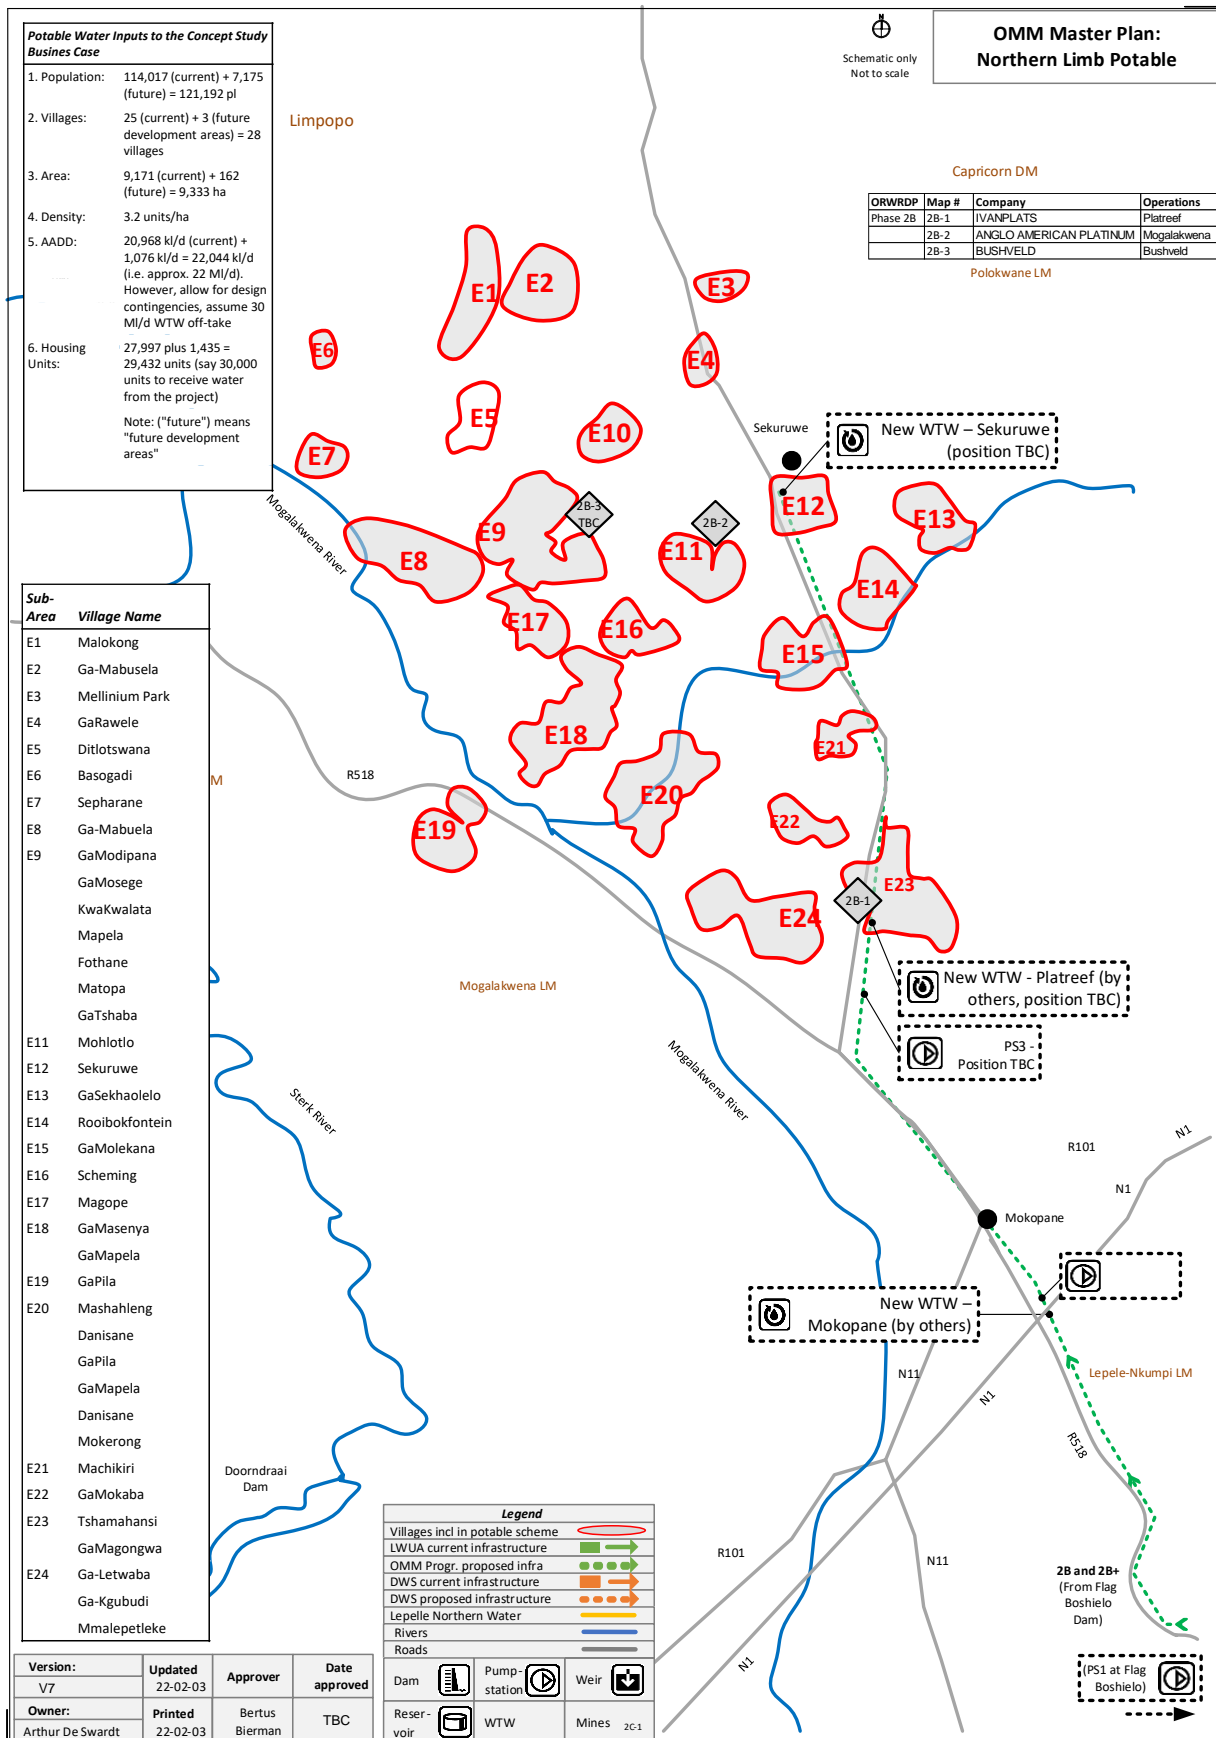 Potable Water Inputs to the Concept Study
Busines Case
1. Population:
114,017 (current) + 7,175
(future) = 121,192 pl
2. Villages:
25 (current) + 3 (future
development areas) = 28
villages
3. Area:
9,171 (current) + 162
(future) = 9,333 ha
4. Density:
3.2 units/ha
5. AADD:
20,968 kl/d (current) +
1,076 kl/d = 22,044 kl/d
(i.e. approx. 22 Ml/d).
However, allow for design
contingencies, assume 30
Ml/d WTW off-take
6. Housing
Units:
27,997 plus 1,435 =
29,432 units (say 30,000
units to receive water
from the project)
Note: ("future") means
"future development
areas"
N
Schematic only
Not to scale
OMM Master Plan:
Northern Limb Potable
Limpopo
Capricorn DM
ORWRDP Map # Company Operations
Phase 2B 2B-1 IVANPLATS Platreef
2B-2 ANGLO AMERICAN PLATINUM Mogalakwena
2B-3 BUSHVELD Bushveld
Polokwane LM
E1
E2
E3
E4
E6
E5
E10
E7
Sekuruwe
New WTW – Sekuruwe
(position TBC)
E12
E13
2B-3
TBC
2B-2
E9
E11
E8
Mogalakwena River
E14
E17
E16
E15
E18
E21
E20
E22
E19
R518
M
E23
2B-1
E24
New WTW - Platreef (by
others, position TBC)
PS3 -
Position TBC
Mogalakwena LM
Mogalakwena River
Sterk River
R101
N1
N1
Mokopane
New WTW –
Mokopane (by others)
Lepele-Nkumpi LM
N11
N1
R518
Doorndraai
Dam
R101
N11
N1
2B and 2B+
(From Flag
Boshielo
Dam)
(PS1 at Flag
Boshielo)
Sub-
Area Village Name
E1 Malokong
E2 Ga-Mabusela
E3 Mellinium Park
E4 GaRawele
E5 Ditlotswana
E6 Basogadi
E7 Sepharane
E8 Ga-Mabuela
E9 GaModipana
GaMosege
KwaKwalata
Mapela
Fothane
Matopa
GaTshaba
E11 Mohlotlo
E12 Sekuruwe
E13 GaSekhaolelo
E14 Rooibokfontein
E15 GaMolekana
E16 Scheming
E17 Magope
E18 GaMasenya
GaMapela
E19 GaPila
E20 Mashahleng
Danisane
GaPila
GaMapela
Danisane
Mokerong
E21 Machikiri
E22 GaMokaba
E23 Tshamahansi
GaMagongwa
E24 Ga-Letwaba
Ga-Kgubudi
Mmalepetleke
Legend
Villages incl in potable scheme
LWUA current infrastructure
OMM Progr. proposed infra
DWS current infrastructure
DWS proposed infrastructure
Lepelle Northern Water
Rivers
Roads
Dam
Pump-
station
Weir
Reser-
voir
WTW
Mines 2C-1
Version:
V7
Updated
22-02-03
Approver
Date
approved
Owner:
Arthur De Swardt
Printed
22-02-03
Bertus
Bierman
TBC